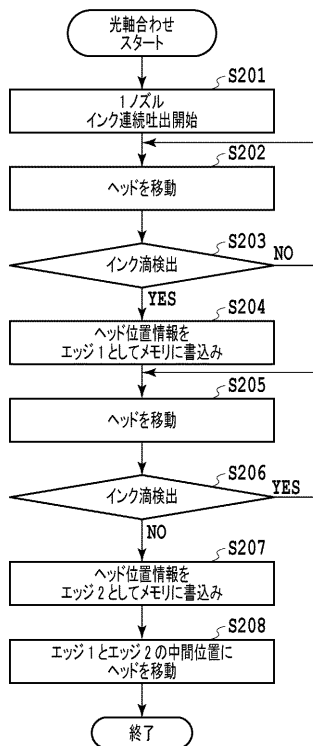 光軸合わせ
スタート
S201
1ノズル
インク連続吐出開始
S202
ヘッドを移動
S203
インク滴検出
NO
YES
S204
ヘッド位置情報を
エッジ1としてメモリに書込み
S205
ヘッドを移動
S206
インク滴検出
YES
NO
S207
ヘッド位置情報を
エッジ2としてメモリに書込み
S208
エッジ1とエッジ2の中間位置に
ヘッドを移動
終了